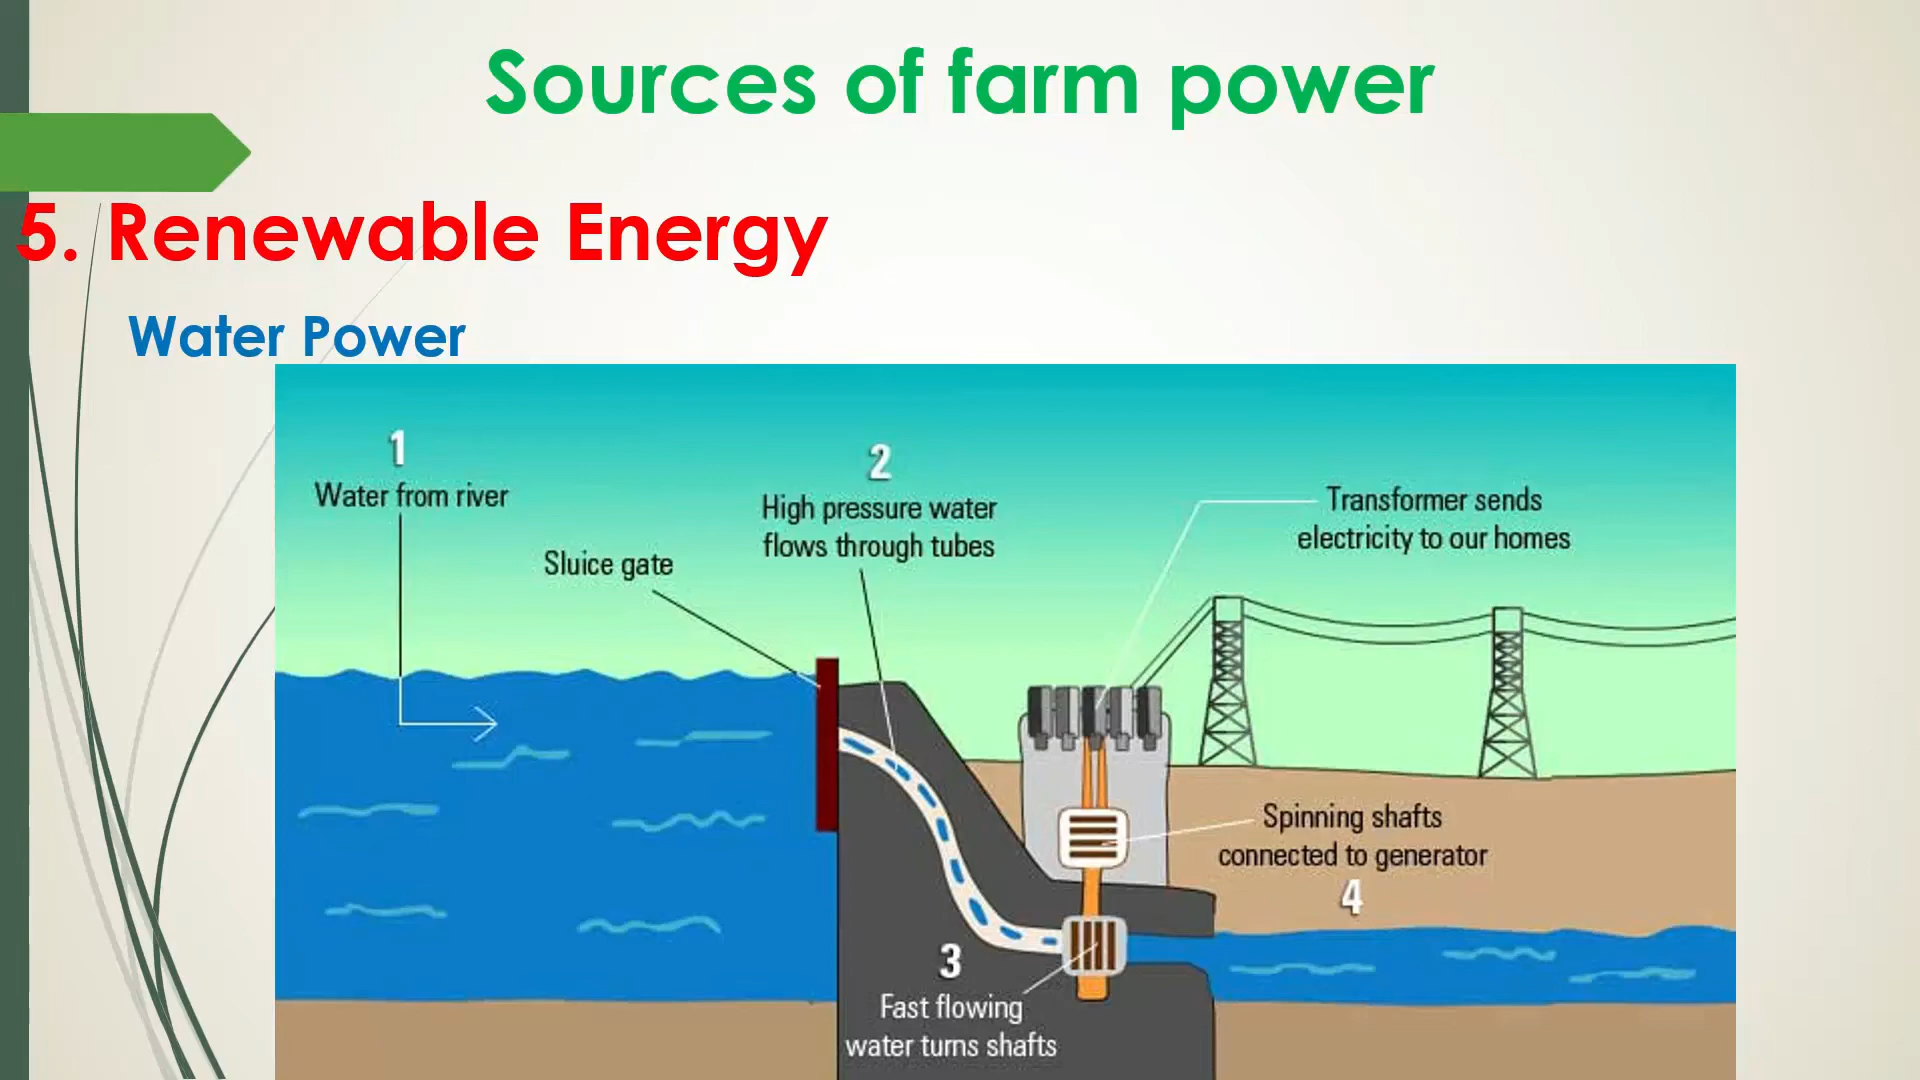 Sources of farm power
5. Renewable Energy
Water Power
1
Water from river
Sluice gate
2
High pressure water
flows through tubes
Transformer sends
electricity to our homes
Spinning shafts
connected to generator
4
3
Fast flowing
water turns shafts